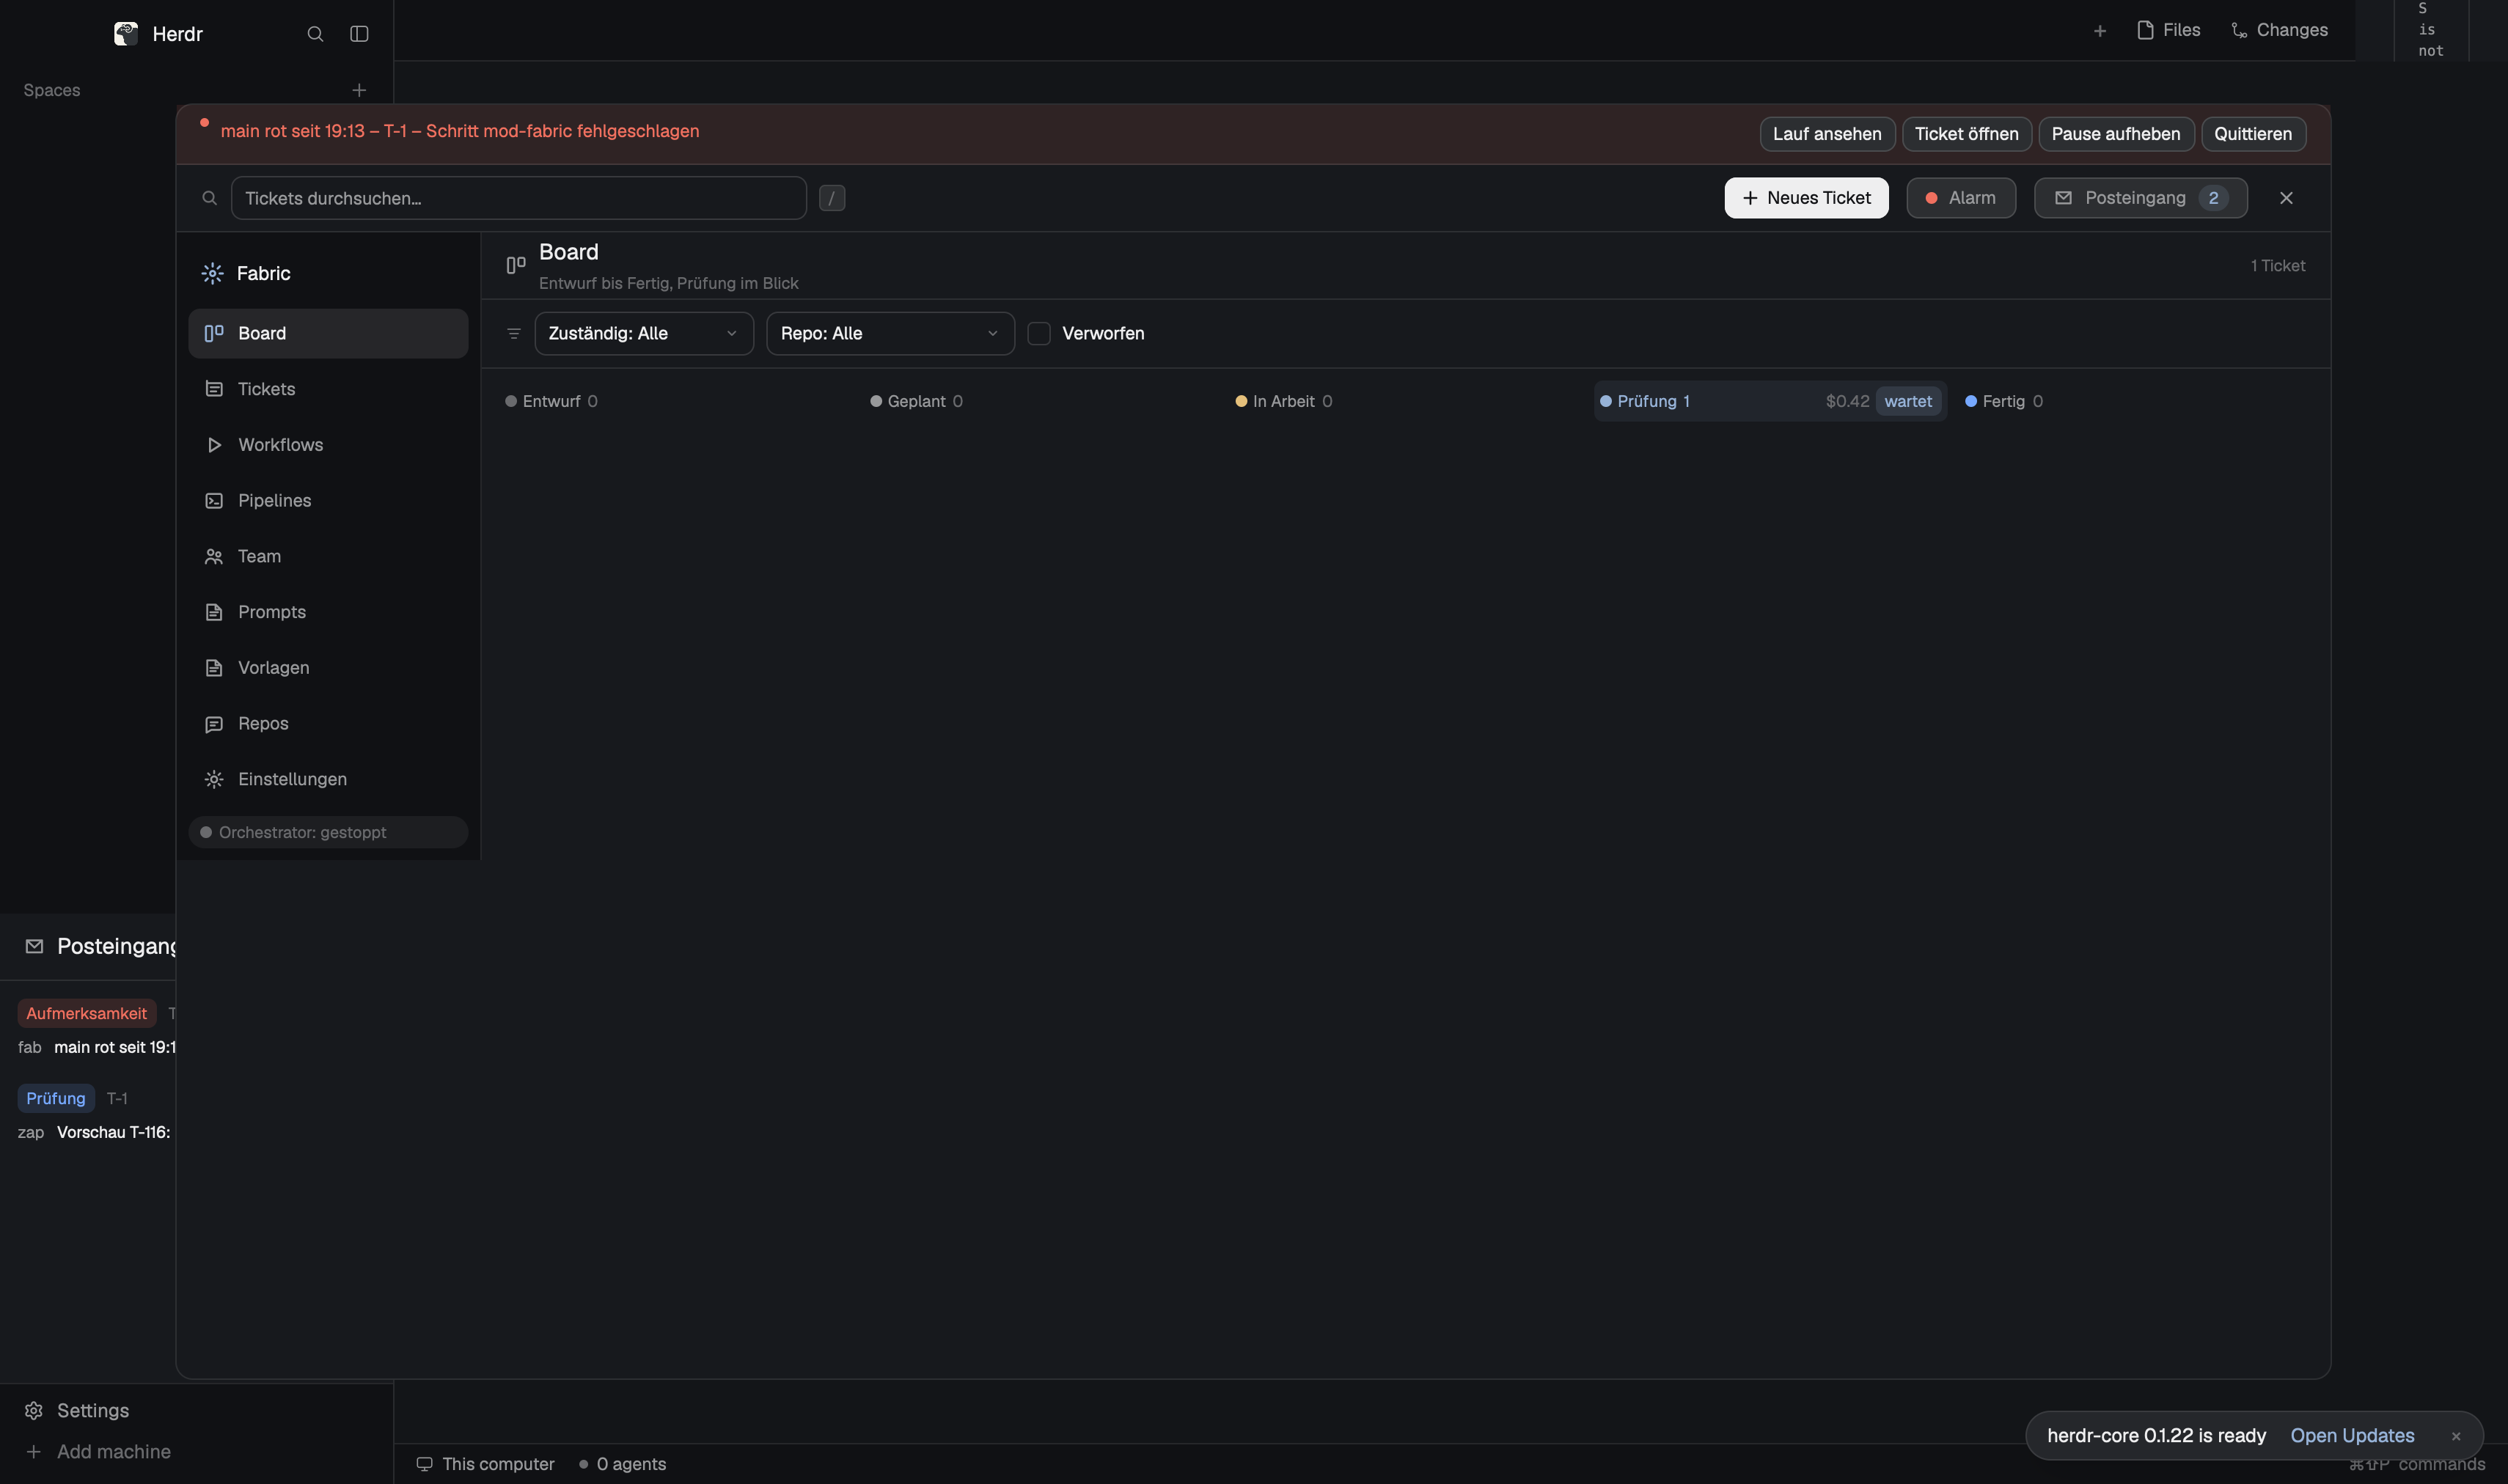 Herdr
Files
Changes
S
is
not
Spaces
main rot seit 19:13 – T-1 – Schritt mod-fabric fehlgeschlagen
Lauf ansehen
Ticket öffnen
Pause aufheben
Quittieren
Tickets durchsuchen...
/
Neues Ticket
Alarm
Posteingang 2
Fabric
Board
Entwurf bis Fertig, Prüfung im Blick
1 Ticket
Board
Tickets
Workflows
Pipelines
Team
Prompts
Vorlagen
Repos
Einstellungen
Orchestrator: gestoppt
Zuständig: Alle
Repo: Alle
Verworfen
Entwurf 0
Geplant 0
In Arbeit 0
Prüfung 1 $0.42 wartet
Fertig 0
Posteingang
Aufmerksamkeit T
fab main rot seit 19:1
Prüfung T-1
zap Vorschau T-116:
Settings
Add machine
This computer
0 agents
herdr-core 0.1.22 is ready Open Updates
⌘⇧P commands